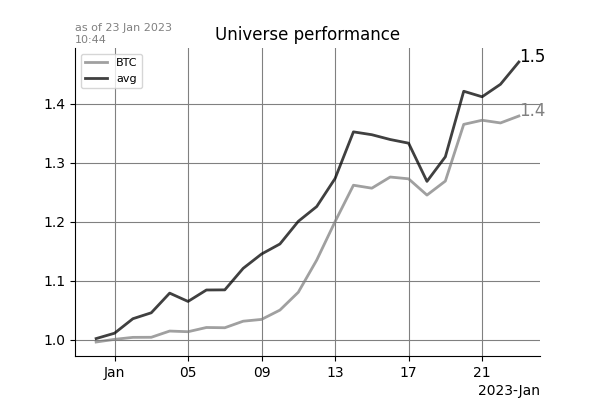 as of 23 Jan 2023
10:44
Universe performance
BTC
avg
1.5
1.4
1.4
1.3
1.2
1.1
1.0
Jan
05
09
13
17
21
2023-Jan